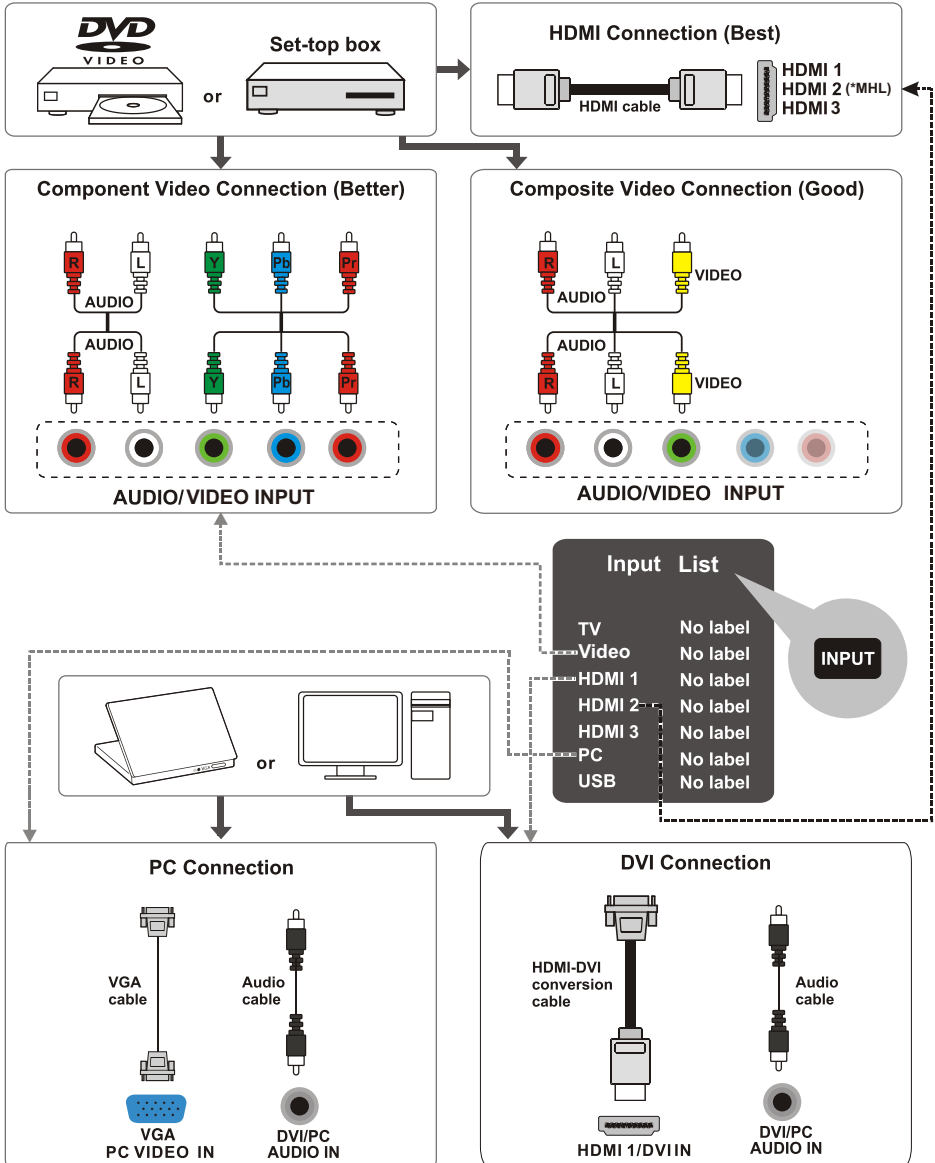 DVD
VIDEO
or
Set-top box
HDMI Connection (Best)
HDMI cable
HDMI 1
HDMI 2 (*MHL)
HDMI 3
Component Video Connection (Better)
R
L
Y
Pb
Pr
AUDIO
AUDIO
R
L
Y
Pb
Pr
AUDIO/VIDEO INPUT
Composite Video Connection (Good)
R
L
VIDEO
AUDIO
AUDIO
R
L
VIDEO
AUDIO/VIDEO INPUT
Input List
TV No label
Video No label
HDMI 1 No label
HDMI 2 No label
HDMI 3 No label
PC No label
USB No label
INPUT
or
PC Connection
VGA
cable
Audio
cable
VGA
PC VIDEO IN
DVI/PC
AUDIO IN
DVI Connection
HDMI-DVI
conversion
cable
Audio
cable
HDMI 1/DVI IN
DVI/PC
AUDIO IN